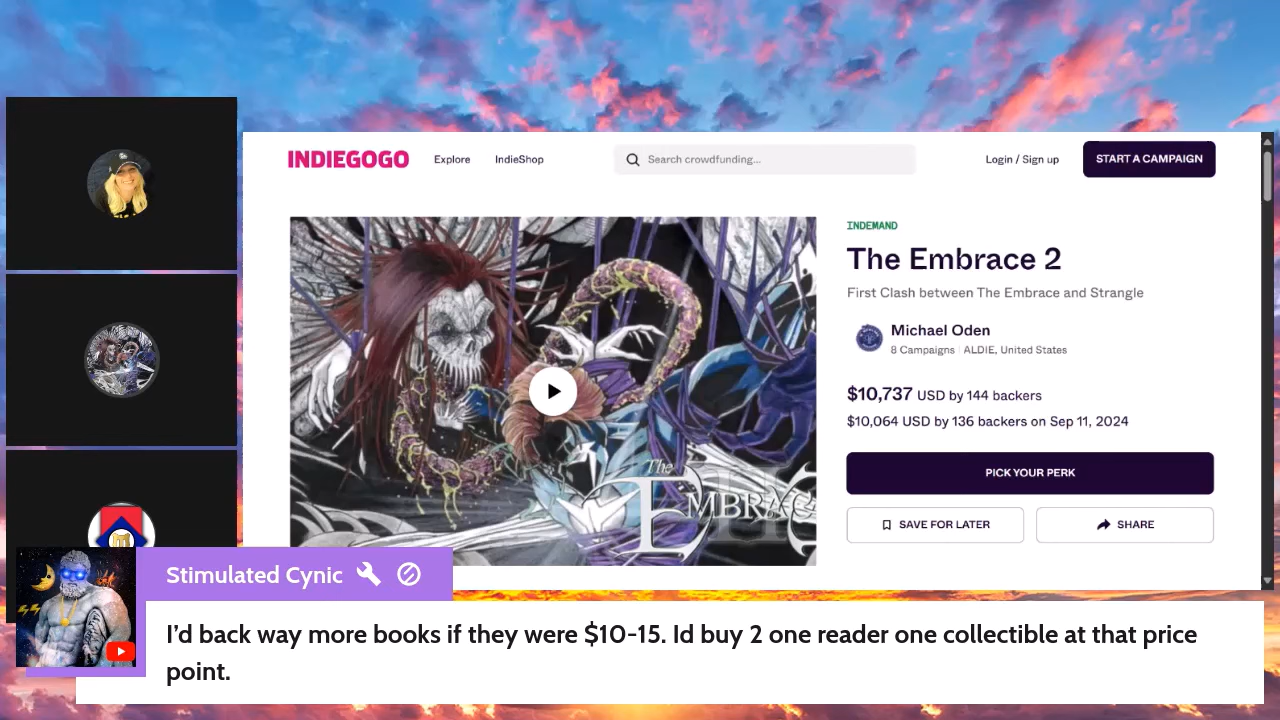 INDIEGOGO
Explore
IndieShop
Search crowdfunding...
Login / Sign up
START A CAMPAIGN
INDEMAND
The Embrace 2
First Clash between The Embrace and Strangle
Michael Oden
8 Campaigns | ALDIE, United States
$10,737 USD by 144 backers
$10,064 USD by 136 backers on Sep 11, 2024
PICK YOUR PERK
SAVE FOR LATER
SHARE
The
EMBRAC
Stimulated Cynic
I’d back way more books if they were $10-15. Id buy 2 one reader one collectible at that price
point.